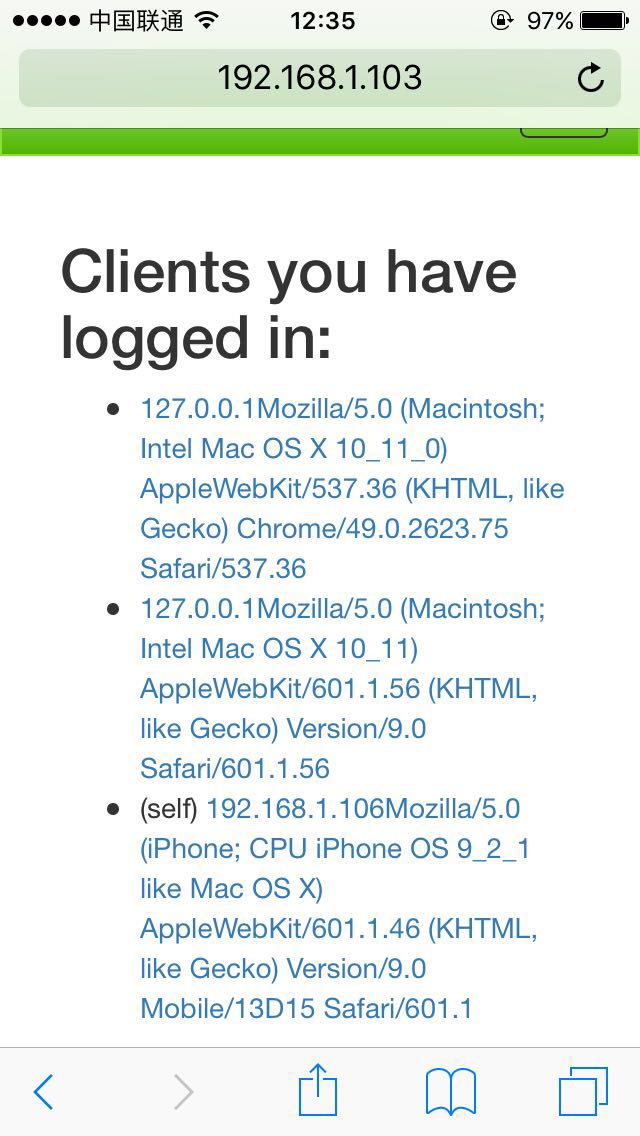 中国联通 12:35 97%
192.168.1.103
Clients you have
logged in:
127.0.0.1Mozilla/5.0 (Macintosh;
Intel Mac OS X 10_11_0)
AppleWebKit/537.36 (KHTML, like
Gecko) Chrome/49.0.2623.75
Safari/537.36
127.0.0.1Mozilla/5.0 (Macintosh;
Intel Mac OS X 10_11)
AppleWebKit/601.1.56 (KHTML,
like Gecko) Version/9.0
Safari/601.1.56
(self) 192.168.1.106Mozilla/5.0
(iPhone; CPU iPhone OS 9_2_1
like Mac OS X)
AppleWebKit/601.1.46 (KHTML,
like Gecko) Version/9.0
Mobile/13D15 Safari/601.1